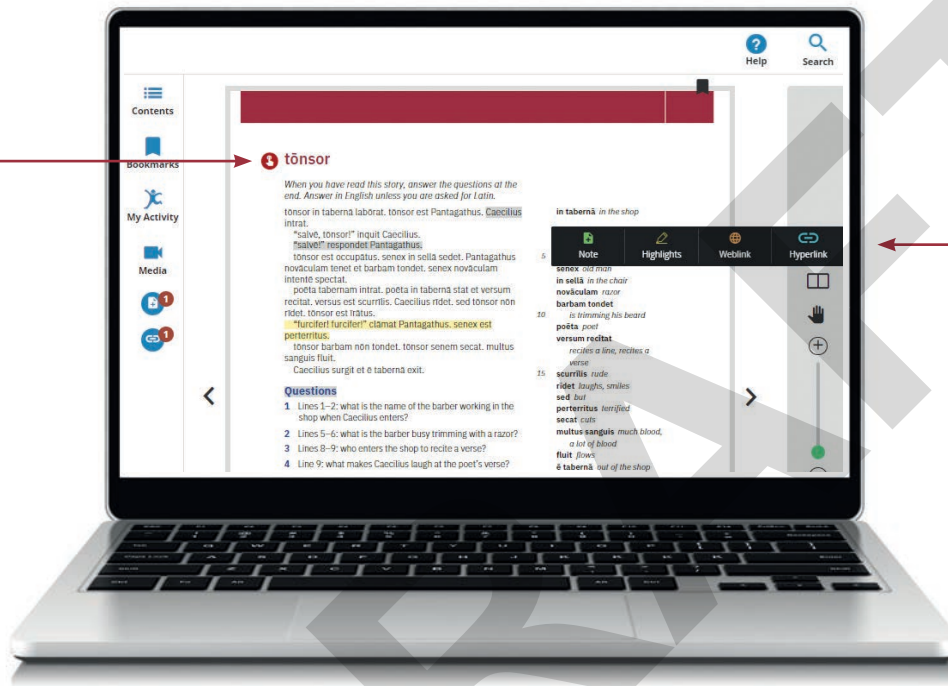 Help
Search
Contents
Bookmarks
My Activity
Media
1
1
tōnsor
When you have read this story, answer the questions at the
end. Answer in English unless you are asked for Latin.
tōnsor in tabernā labōrat. tōnsor est Pantagathus. Caecilius
intrat.
"salvē, tōnsor!" inquit Caecilius.
"salvē!" respondet Pantagathus.
tōnsor est occupātus. senex in sellā sedet. Pantagathus
novāculam tenet et barbam tondet. senex novāculam
intentē spectat.
poēta tabernam intrat. poēta in tabernā stat et versum
recitat. versus est scurrīlis. Caecilius rīdet. sed tōnsor nōn
rīdet. tōnsor est īrātus.
"furcifer! furcifer!" clāmat Pantagathus. senex est
perterritus.
tōnsor barbam nōn tondet. tōnsor senem secat. multus
sanguis fluit.
Caecilius surgit et ē tabernā exit.
Questions
1 Lines 1–2: what is the name of the barber working in the
shop when Caecilius enters?
2 Lines 5–6: what is the barber busy trimming with a razor?
3 Lines 8–9: who enters the shop to recite a verse?
4 Line 9: what makes Caecilius laugh at the poet's verse?
5
10
15
in tabernā in the shop
Note
Highlights
Weblink
Hyperlink
senex old man
in sellā in the chair
novāculam razor
barbam tondet
is trimming his beard
poēta poet
versum recitat
recites a line, recites a
verse
scurrīlis rude
rīdet laughs, smiles
sed but
perterritus terrified
secat cuts
multus sanguis much blood,
a lot of blood
fluit flows
ē tabernā out of the shop